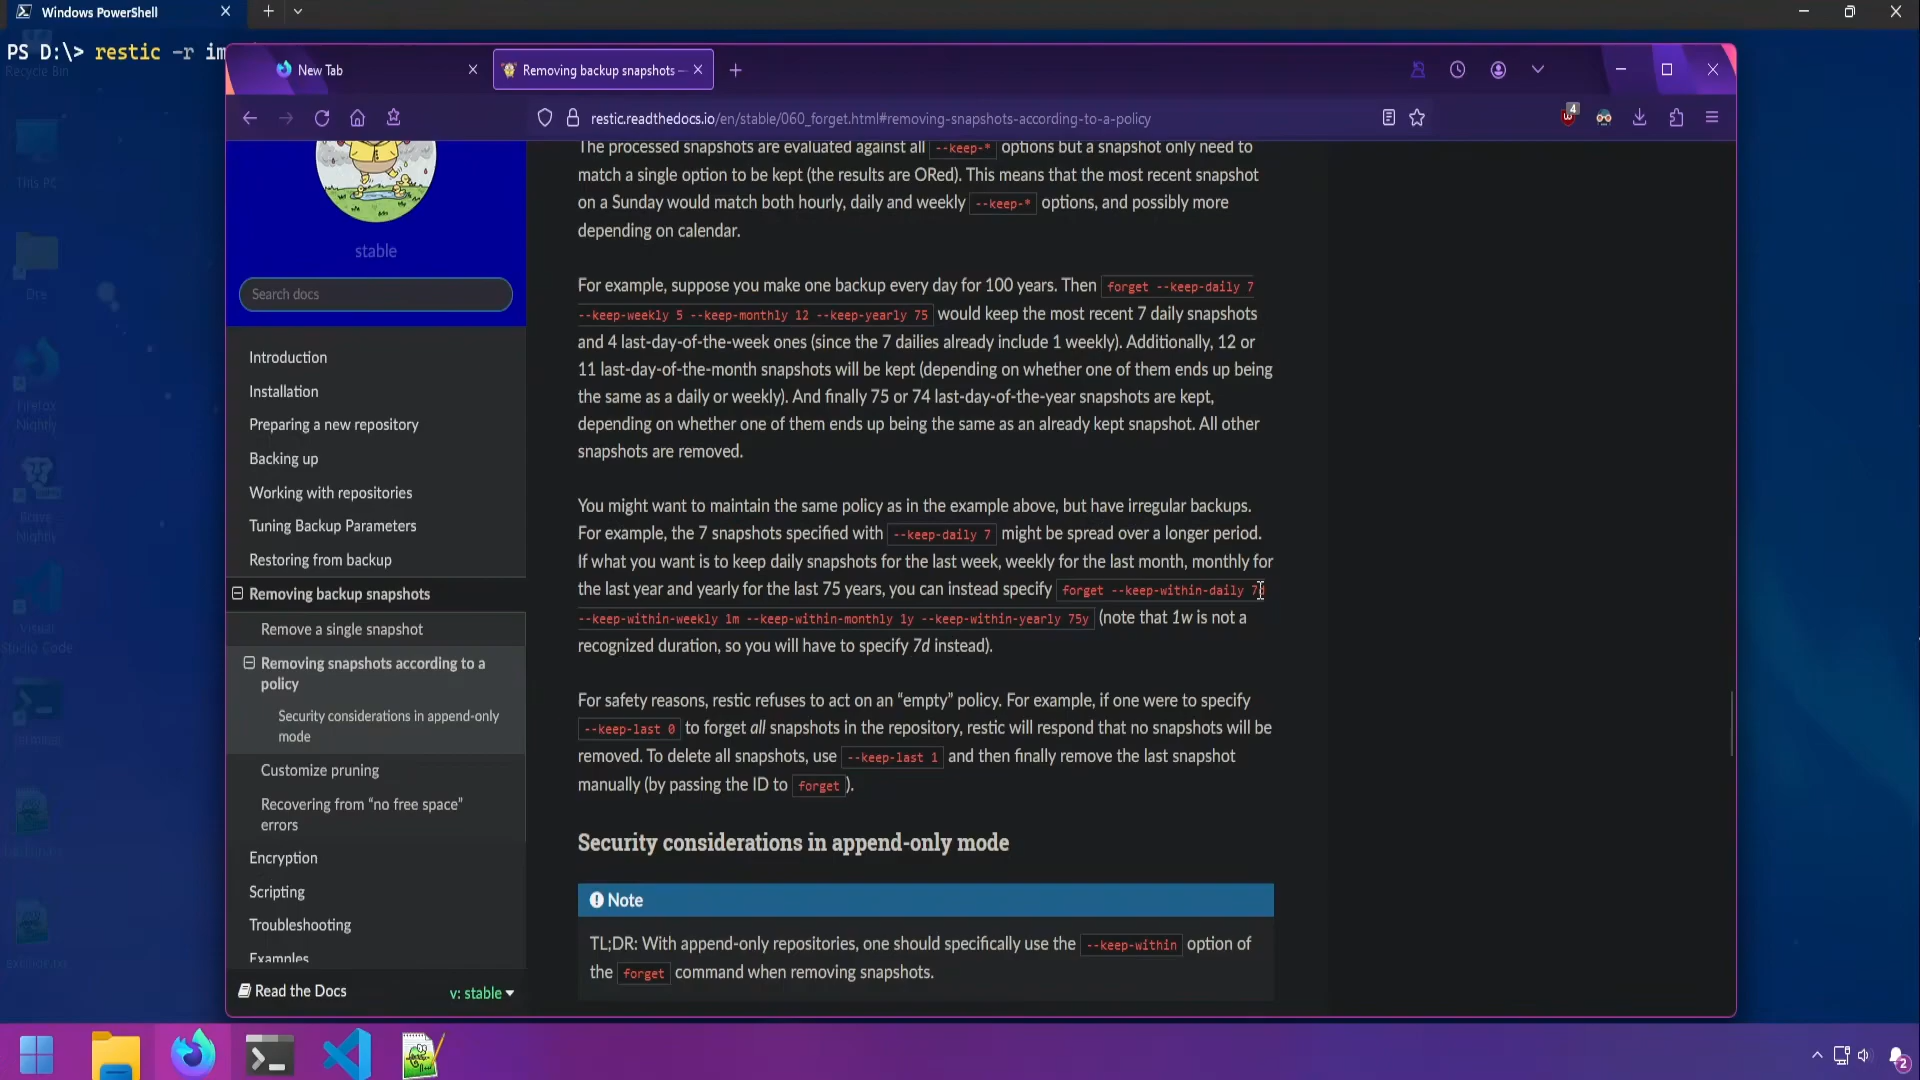 Windows PowerShell
PS D:\> restic -r im
Recycle Bin
This PC
Firefox
Nightly
Brave
Nightly
Visual
Studio Code
Terminal
New Tab
Removing backup snapshots —
restic.readthedocs.io/en/stable/060_forget.html#removing-snapshots-according-to-a-policy
4
stable
Search docs
Introduction
Installation
Preparing a new repository
Backing up
Working with repositories
Tuning Backup Parameters
Restoring from backup
Removing backup snapshots
Remove a single snapshot
Removing snapshots according to a
policy
Security considerations in append-only
mode
Customize pruning
Recovering from “no free space”
errors
Encryption
Scripting
Troubleshooting
Examples
Read the Docs
v: stable
The processed snapshots are evaluated against all --keep-* options but a snapshot only need to
match a single option to be kept (the results are ORed). This means that the most recent snapshot
on a Sunday would match both hourly, daily and weekly --keep-* options, and possibly more
depending on calendar.
For example, suppose you make one backup every day for 100 years. Then forget --keep-daily 7
--keep-weekly 5 --keep-monthly 12 --keep-yearly 75 would keep the most recent 7 daily snapshots
and 4 last-day-of-the-week ones (since the 7 dailies already include 1 weekly). Additionally, 12 or
11 last-day-of-the-month snapshots will be kept (depending on whether one of them ends up being
the same as a daily or weekly). And finally 75 or 74 last-day-of-the-year snapshots are kept,
depending on whether one of them ends up being the same as an already kept snapshot. All other
snapshots are removed.
You might want to maintain the same policy as in the example above, but have irregular backups.
For example, the 7 snapshots specified with --keep-daily 7 might be spread over a longer period.
If what you want is to keep daily snapshots for the last week, weekly for the last month, monthly for
the last year and yearly for the last 75 years, you can instead specify forget --keep-within-daily 7d
--keep-within-weekly 1m --keep-within-monthly 1y --keep-within-yearly 75y (note that 1w is not a
recognized duration, so you will have to specify 7d instead).
For safety reasons, restic refuses to act on an “empty” policy. For example, if one were to specify
--keep-last 0 to forget all snapshots in the repository, restic will respond that no snapshots will be
removed. To delete all snapshots, use --keep-last 1 and then finally remove the last snapshot
manually (by passing the ID to forget).
Security considerations in append-only mode
Note
TL;DR: With append-only repositories, one should specifically use the --keep-within option of
the forget command when removing snapshots.
2